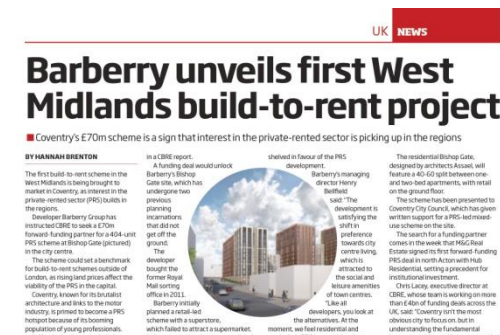 UK NEWS
Barberry unveils first West
Midlands build-to-rent project
■ Coventry's £70m scheme is a sign that interest in the private-rented sector is picking up in the regions
BY HANNAH BRENTON
The first build-to-rent scheme in the
West Midlands is being brought to
market in Coventry, as interest in the
private-rented sector (PRS) builds in
the regions.
Developer Barberry Group has
instructed CBRE to seek a £70m
forward-funding partner for a 404-unit
PRS scheme at Bishop Gate (pictured)
in the city centre.
The scheme could set a benchmark
for build-to-rent schemes outside of
London, as rising land prices affect the
viability of the PRS in the capital.
Coventry, known for its brutalist
architecture and links to the motor
industry, is primed to become a PRS
hotspot because of its booming
population of young professionals.
in a CBRE report.
A funding deal would unlock
Barberry's Bishop
Gate site, which has
undergone two
previous
planning
incarnations
that did not
get off the
ground.
The
developer
bought the
former Royal
Mail sorting
office in 2011.
Barberry initially
planned a retail-led
scheme with a superstore,
which failed to attract a supermarket.
shelved in favour of the PRS
development.
Barberry's managing
director Henry
Bellfield
said: "The
development is
satisfying the
shift in
preference
towards city
centre living,
which is
attracted to
the social and
leisure amenities
of town centres.
"Like all
developers, you look at
the alternatives. At the
moment, we feel residential and
The residential Bishop Gate,
designed by architects Assael, will
feature a 40-60 split between one-
and two-bed apartments, with retail
on the ground floor.
The scheme has been presented to
Coventry City Council, which has given
written support for a PRS-led mixed-
use scheme on the site.
The search for a funding partner
comes in the week that M&G Real
Estate signed its first forward-funding
PRS deal in north Acton with Hub
Residential, setting a precedent for
institutional investment.
Chris Lacey, executive director at
CBRE, whose team is working on more
than £4bn of funding deals across the
UK, said: "Coventry isn't the most
obvious city to focus on, but in
understanding the fundamental